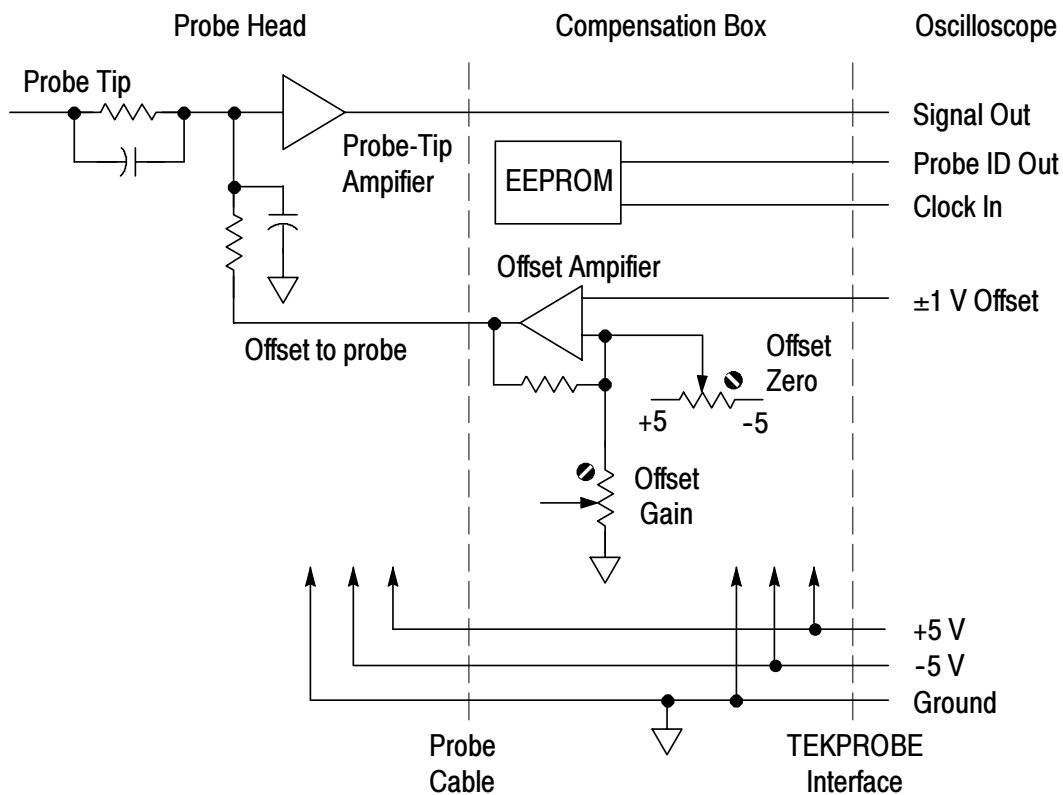 Probe Head
Compensation Box
Oscilloscope
Probe Tip
Signal Out
Probe-Tip
Ampifier
EEPROM
Probe ID Out
Clock In
Offset Ampifier
±1 V Offset
Offset to probe
Offset
Zero
+5
-5
Offset
Gain
+5 V
-5 V
Ground
Probe
Cable
TEKPROBE
Interface